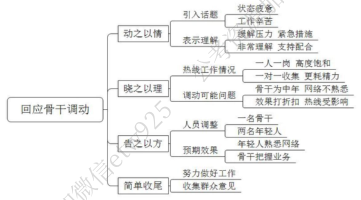 回应骨干调动
动之以情
引入话题
状态疲惫
工作辛苦
表示理解
缓解压力 紧急措施
非常理解 支持配合
晓之以理
热线工作情况
一人一岗 高度饱和
一对一收集 更耗精力
调动可能问题
骨干为中年 网络不熟悉
效果打折扣 热线受影响
告之以方
人员调整
一名骨干
两名年轻人
预期效果
年轻人熟悉网络
骨干把握业务
简单收尾
努力做好工作
收集群众意见